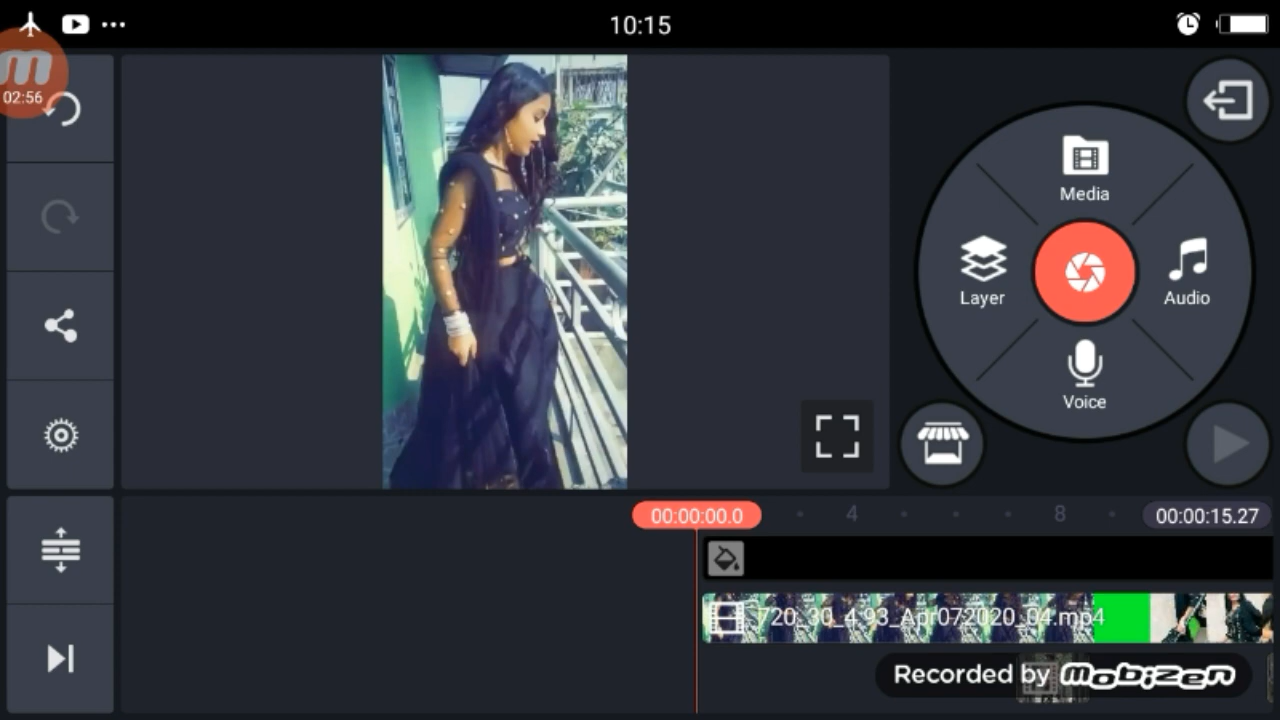 10:15
m
02:56
Media
Layer
Audio
Voice
00:00:00.0
4
8
00:00:15.27
720_30_4.93_Apr072020_04.mp4
Recorded by mobizen